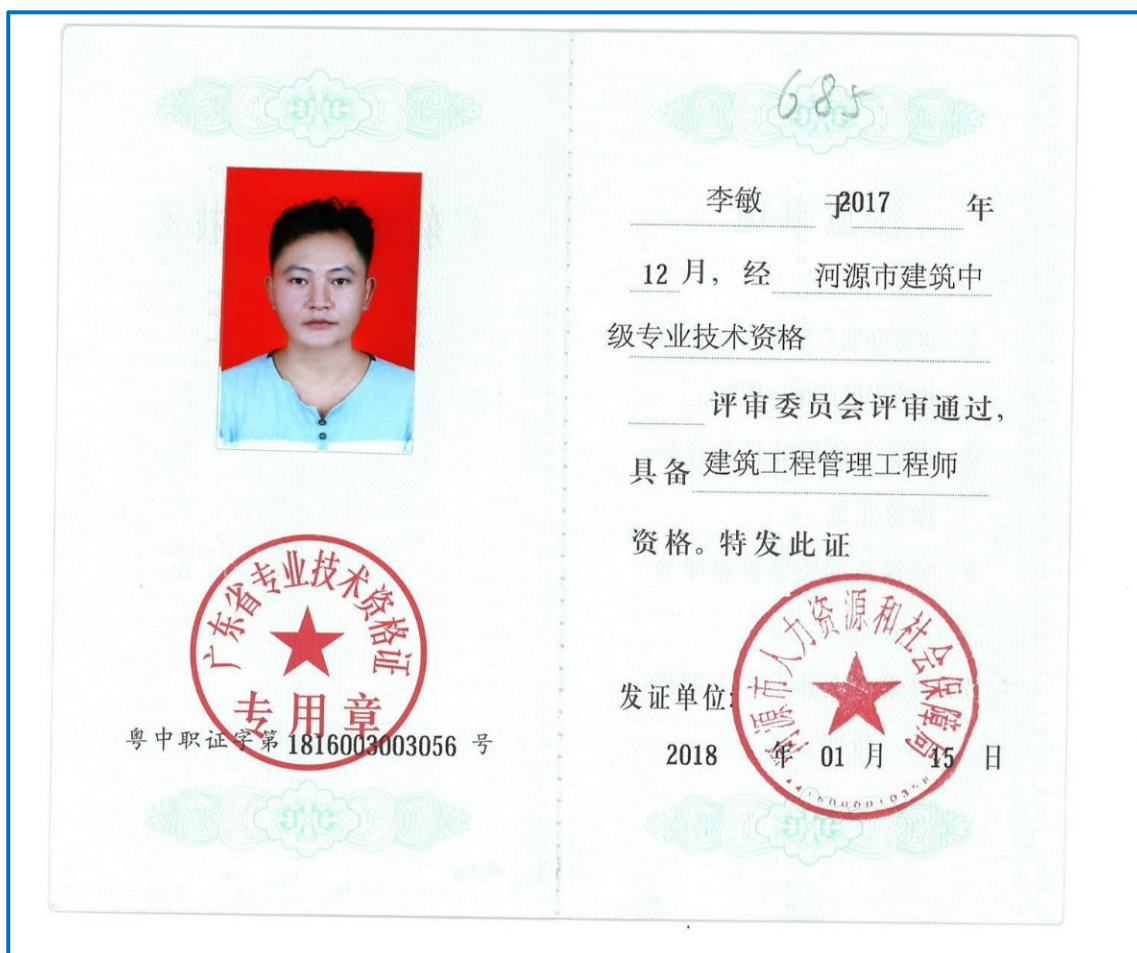 广东省专业技术资格证
专用章
粤中职证字第 1816003003056 号
685
李敏 于2017 年
12 月，经 河源市建筑中
级专业技术资格
评审委员会评审通过，
具备 建筑工程管理工程师
资格。特发此证
河源市人力资源和社会保障局
发证单位:
2018 年 01 月 15 日